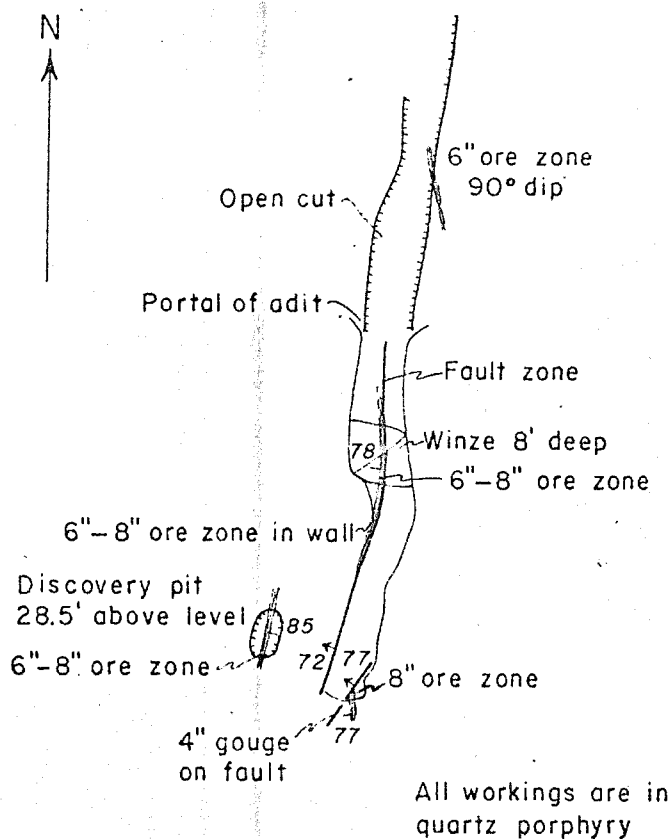 N
6" ore zone
90° dip
Open cut
Portal of adit
Fault zone
78
Winze 8' deep
6"–8" ore zone
6"–8" ore zone in wall
Discovery pit
28.5' above level
85
6"–8" ore zone
72
77
8" ore zone
77
4" gouge
on fault
All workings are in
quartz porphyry